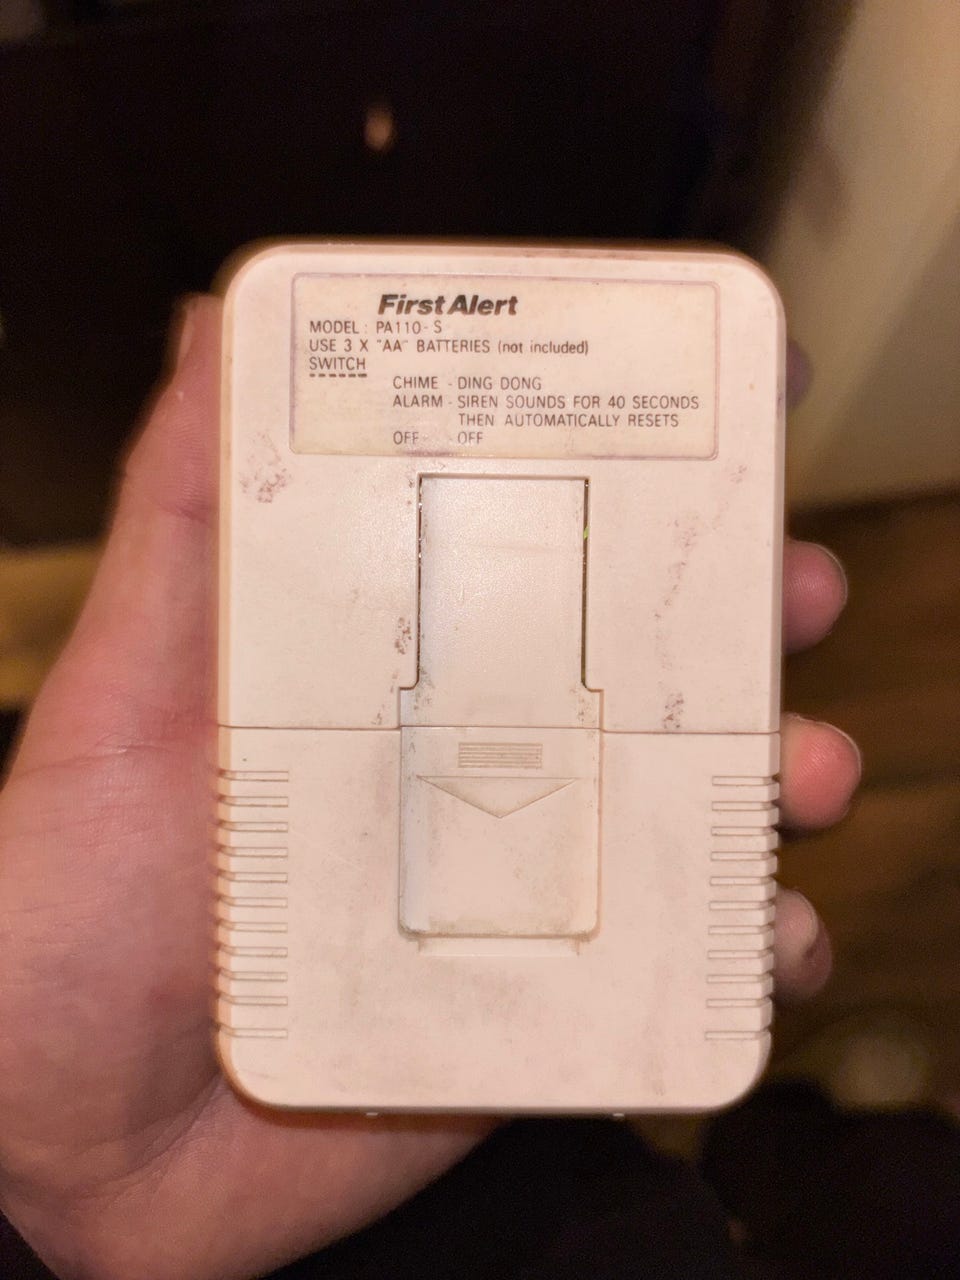 First Alert
MODEL : PA110-S
USE 3 X "AA" BATTERIES (not included)
SWITCH
CHIME - DING DONG
ALARM - SIREN SOUNDS FOR 40 SECONDS
THEN AUTOMATICALLY RESETS
OFF - OFF